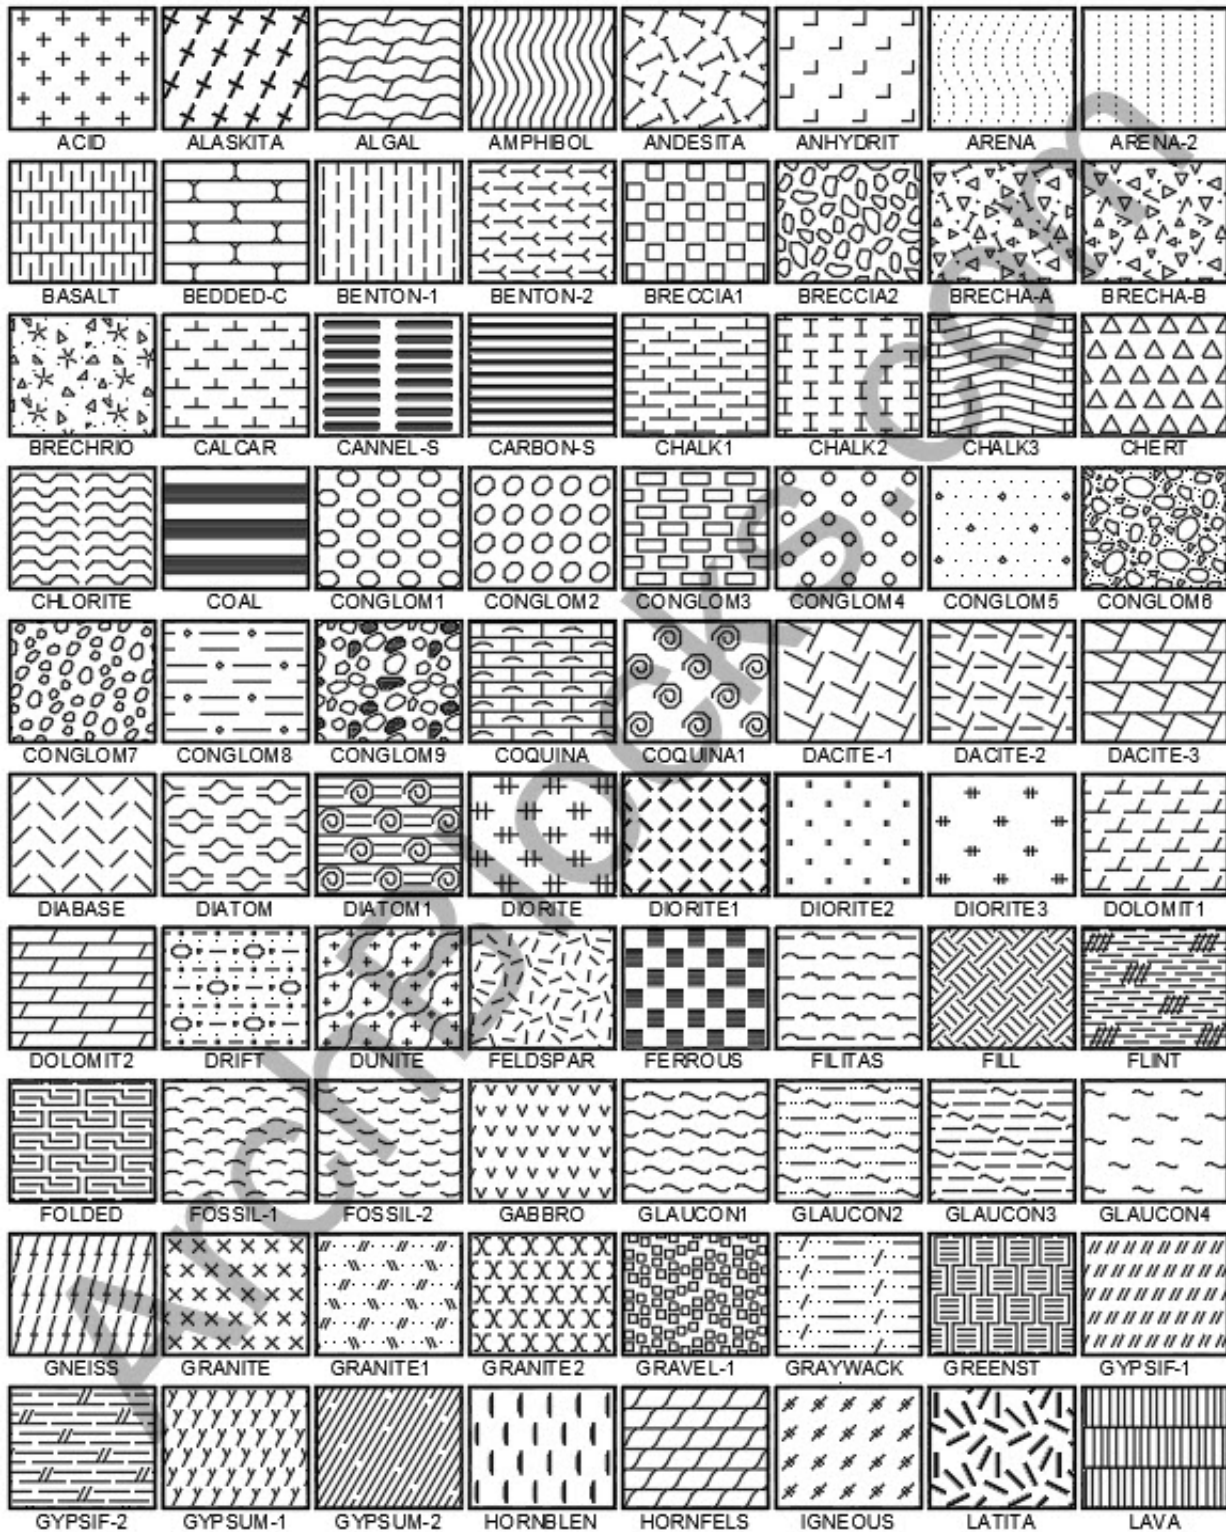 ACID ALASKITA ALGAL AMPHIBOL ANDESITA ANHYDRIT ARENA ARENA-2
BASALT BEDDED-C BENTON-1 BENTON-2 BRECCIA1 BRECCIA2 BRECHA-A BRECHA-B
BRECHRIO CALCAR CANNEL-S CARBON-S CHALK1 CHALK2 CHALK3 CHERT
CHLORITE COAL CONGLOM1 CONGLOM2 CONGLOM3 CONGLOM4 CONGLOM5 CONGLOM6
CONGLOM7 CONGLOM8 CONGLOM9 COQUINA COQUINA1 DACITE-1 DACITE-2 DACITE-3
DIABASE DIATOM DIATOM1 DIORITE DIORITE1 DIORITE2 DIORITE3 DOLOMIT1
DOLOMIT2 DRIFT DUNITE FELDSPAR FERROUS FILITAS FILL FLINT
FOLDED FOSSIL-1 FOSSIL-2 GABBRO GLAUCON1 GLAUCON2 GLAUCON3 GLAUCON4
GNEISS GRANITE GRANITE1 GRANITE2 GRAVEL-1 GRAYWACK GREENST GYPSIF-1
GYPSIF-2 GYPSUM-1 GYPSUM-2 HORNBLEN HORNFELS IGNEOUS LATITA LAVA
ArchBlocks.com